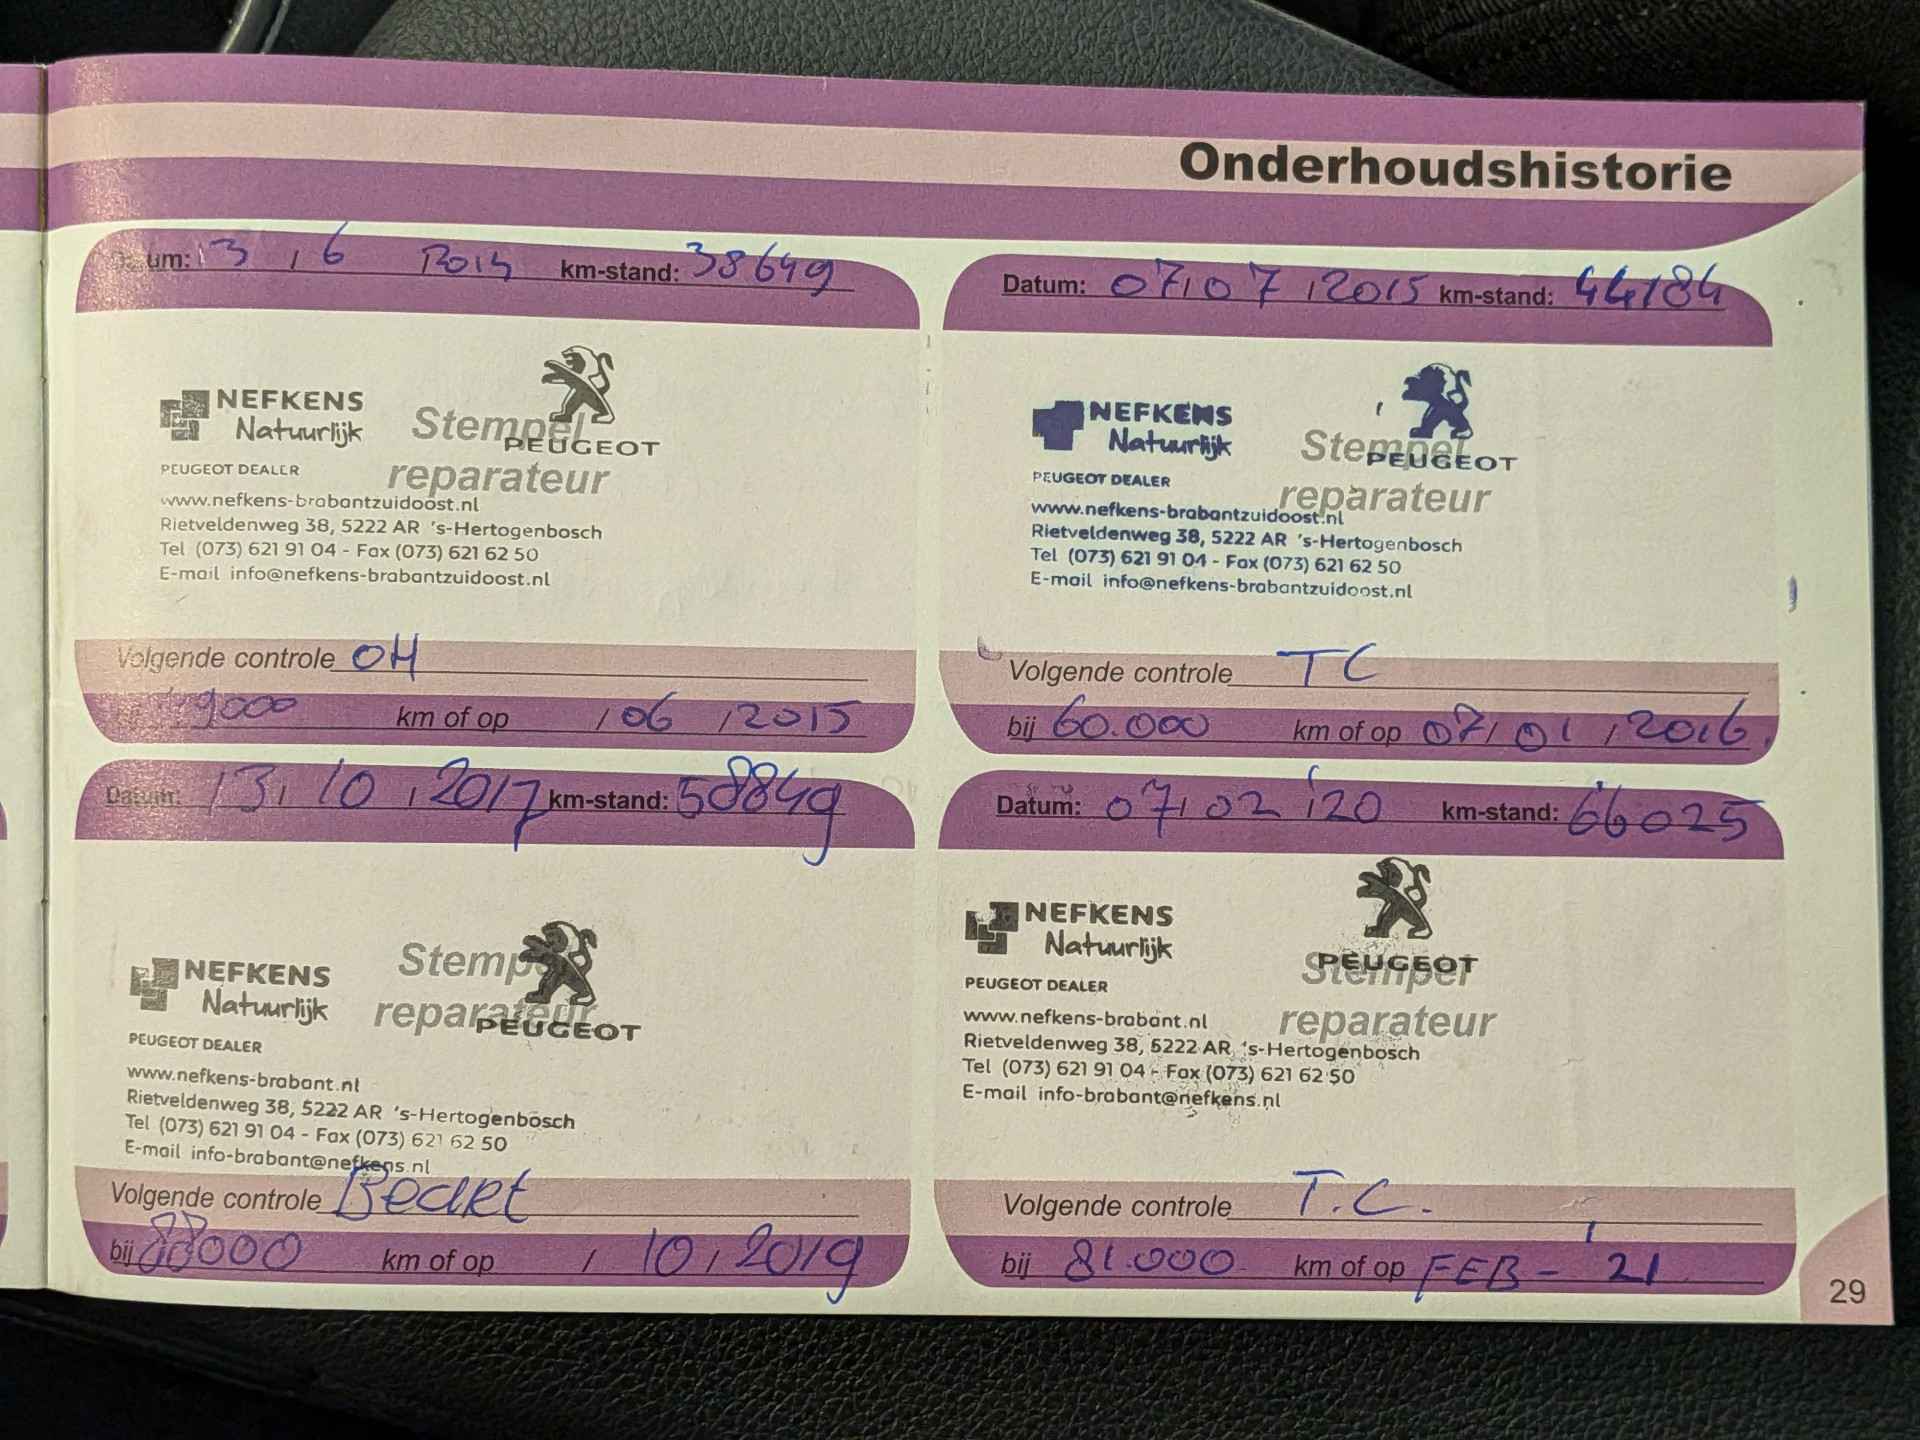 Onderhoudshistorie
Datum: 13 / 6 2014 km-stand: 38649
NEFKENS
Natuurlijk
Stempel
PEUGEOT
reparateur
PEUGEOT DEALER
www.nefkens-brabantzuidoost.nl
Rietveldenweg 38, 5222 AR 's-Hertogenbosch
Tel (073) 621 91 04 - Fax (073) 621 62 50
E-mail info@nefkens-brabantzuidoost.nl
Volgende controle OH
km of op / 06 / 2015
Datum: 07 / 07 / 2015 km-stand: 44184
NEFKENS
Natuurlijk
Stempel
PEUGEOT
reparateur
PEUGEOT DEALER
www.nefkens-brabantzuidoost.nl
Rietveldenweg 38, 5222 AR 's-Hertogenbosch
Tel (073) 621 91 04 - Fax (073) 621 62 50
E-mail info@nefkens-brabantzuidoost.nl
Volgende controle TC
bij 60.000 km of op 07 / 01 / 2016.
Datum: 13 / 10 / 2017 km-stand: 58849
NEFKENS
Natuurlijk
Stempel
reparateur
PEUGEOT
PEUGEOT DEALER
www.nefkens-brabant.nl
Rietveldenweg 38, 5222 AR 's-Hertogenbosch
Tel (073) 621 91 04 - Fax (073) 621 62 50
E-mail info-brabant@nefkens.nl
Volgende controle
bij 88000 km of op / 10 / 2019
Datum: 07 / 02 '20 km-stand: 66025
NEFKENS
Natuurlijk
PEUGEOT
Stempel
reparateur
PEUGEOT DEALER
www.nefkens-brabant.nl
Rietveldenweg 38, 5222 AR 's-Hertogenbosch
Tel (073) 621 91 04 - Fax (073) 621 62 50
E-mail info-brabant@nefkens.nl
Volgende controle T.C.
bij 81.000 km of op FEB - '21
29